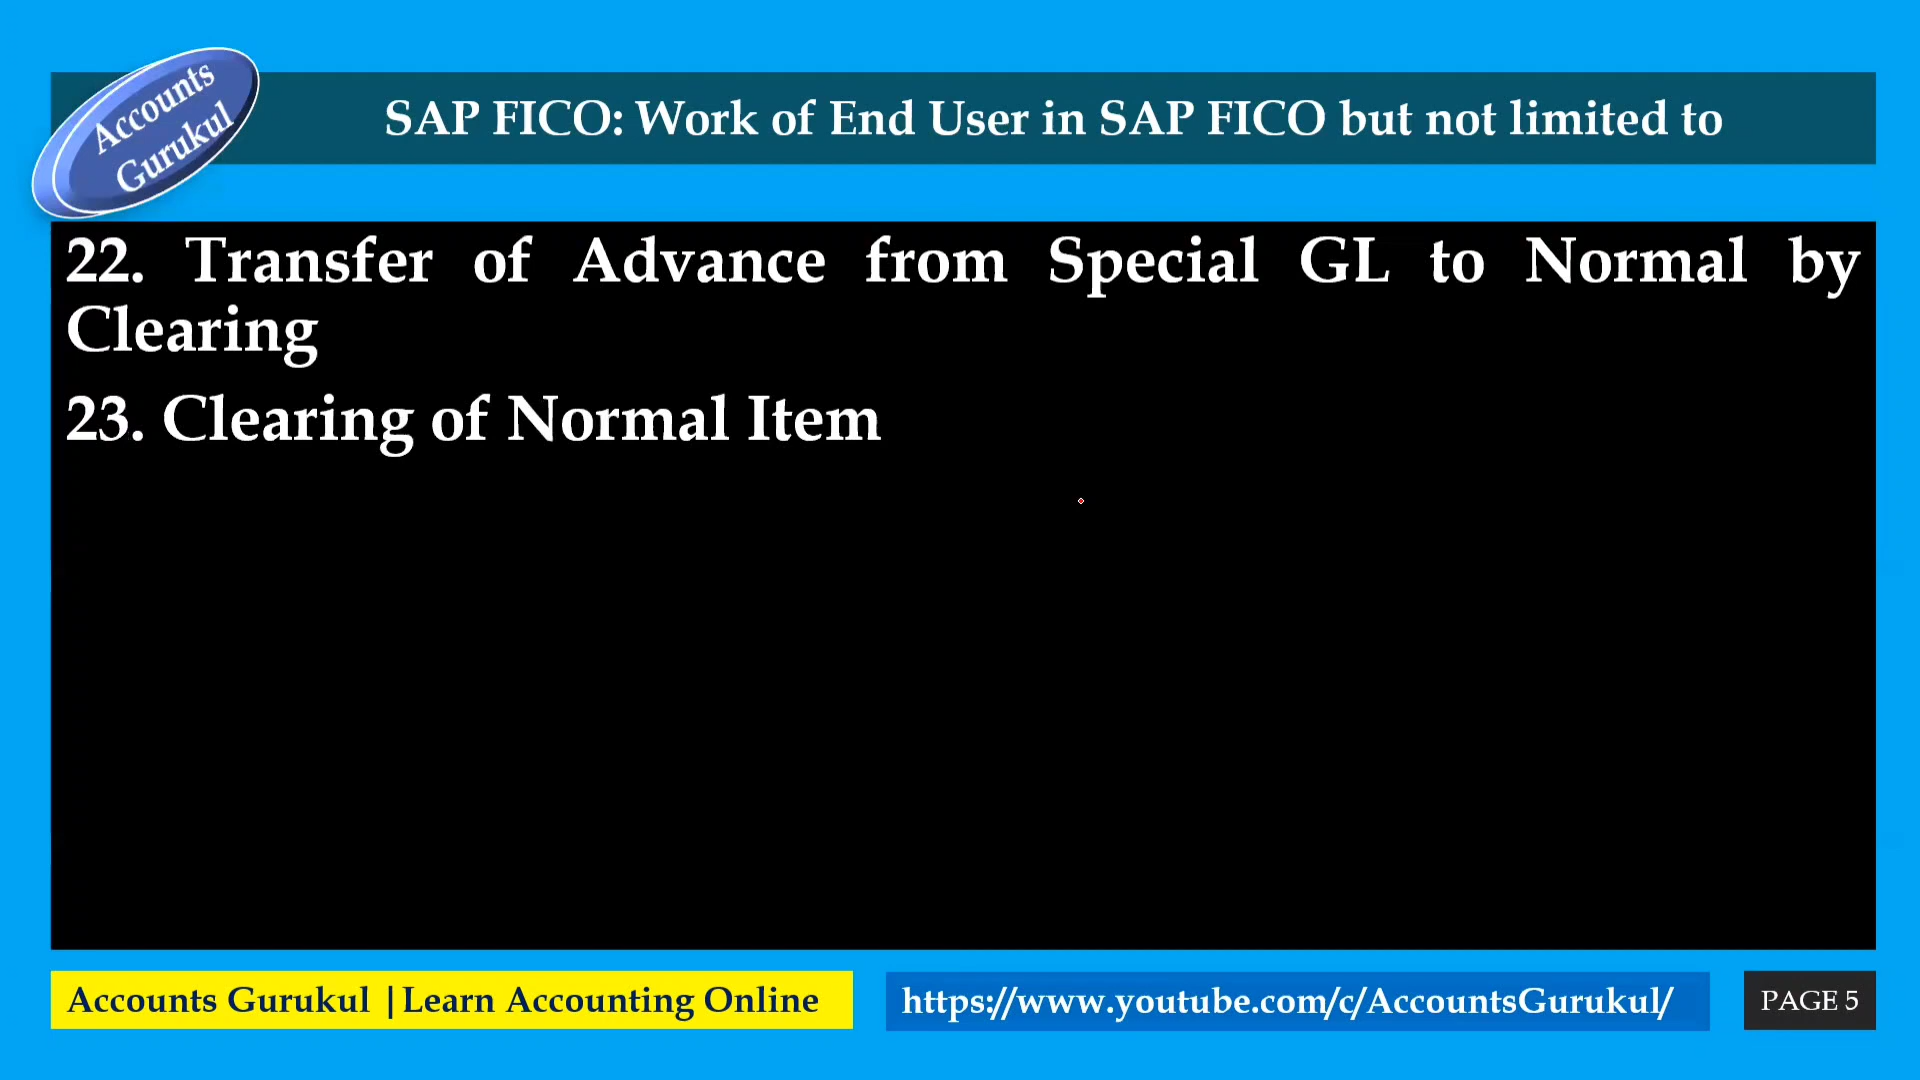 Accounts
Gurukul
SAP FICO: Work of End User in SAP FICO but not limited to
22. Transfer of Advance from Special GL to Normal by
Clearing
23. Clearing of Normal Item
Accounts Gurukul |Learn Accounting Online
https://www.youtube.com/c/AccountsGurukul/
PAGE 5